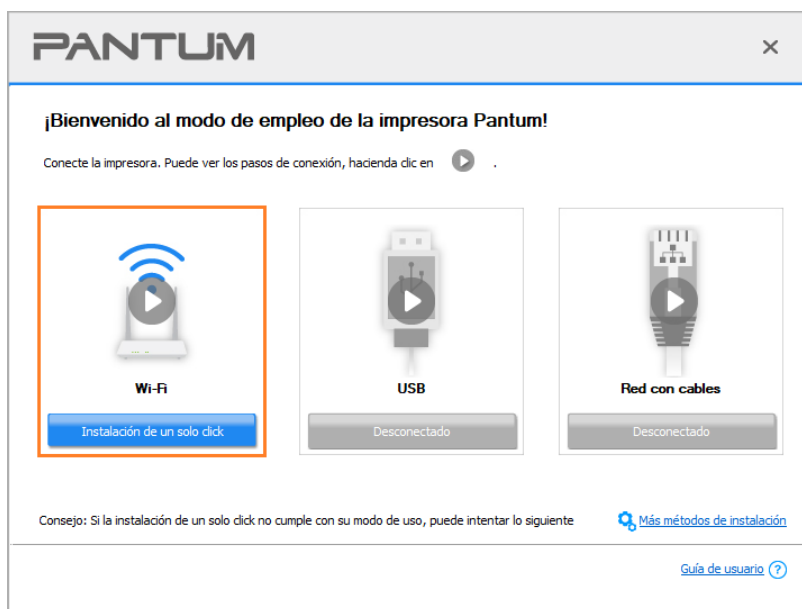 PANTUM
¡Bienvenido al modo de empleo de la impresora Pantum!
Conecte la impresora. Puede ver los pasos de conexión, hacienda clic en .
Wi-Fi
Instalación de un solo click
USB
Desconectado
Red con cables
Desconectado
Consejo: Si la instalación de un solo click no cumple con su modo de uso, puede intentar lo siguiente
Más métodos de instalación
Guía de usuario ?